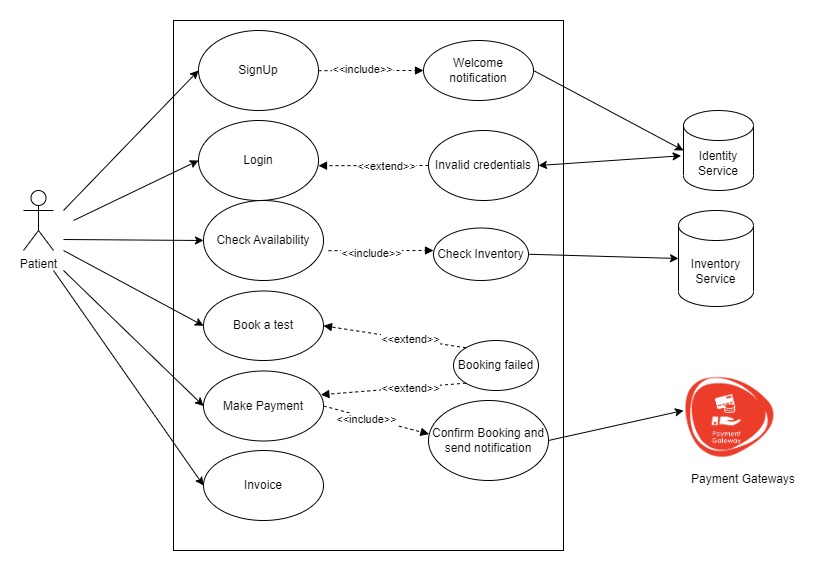 SignUp
<<include>>
Welcome
notification
Login
<<extend>>
Invalid credentials
Identity
Service
Patient
Check Availability
<<include>>
Check Inventory
Inventory
Service
Book a test
<<extend>>
Booking failed
<<extend>>
Make Payment
<<include>>
Confirm Booking and
send notification
Payment
Gateway
Payment Gateways
Invoice